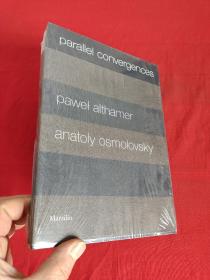 parallel convergences
paweł althamer
anatoly osmolovsky
Marsilio